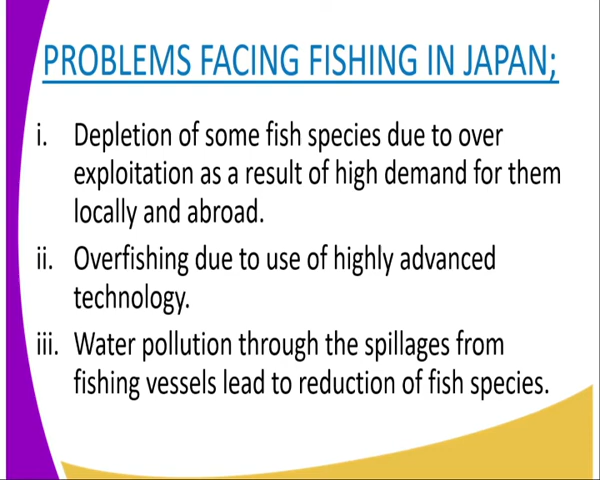 PROBLEMS FACING FISHING IN JAPAN;
i. Depletion of some fish species due to over
exploitation as a result of high demand for them
locally and abroad.
ii. Overfishing due to use of highly advanced
technology.
iii. Water pollution through the spillages from
fishing vessels lead to reduction of fish species.